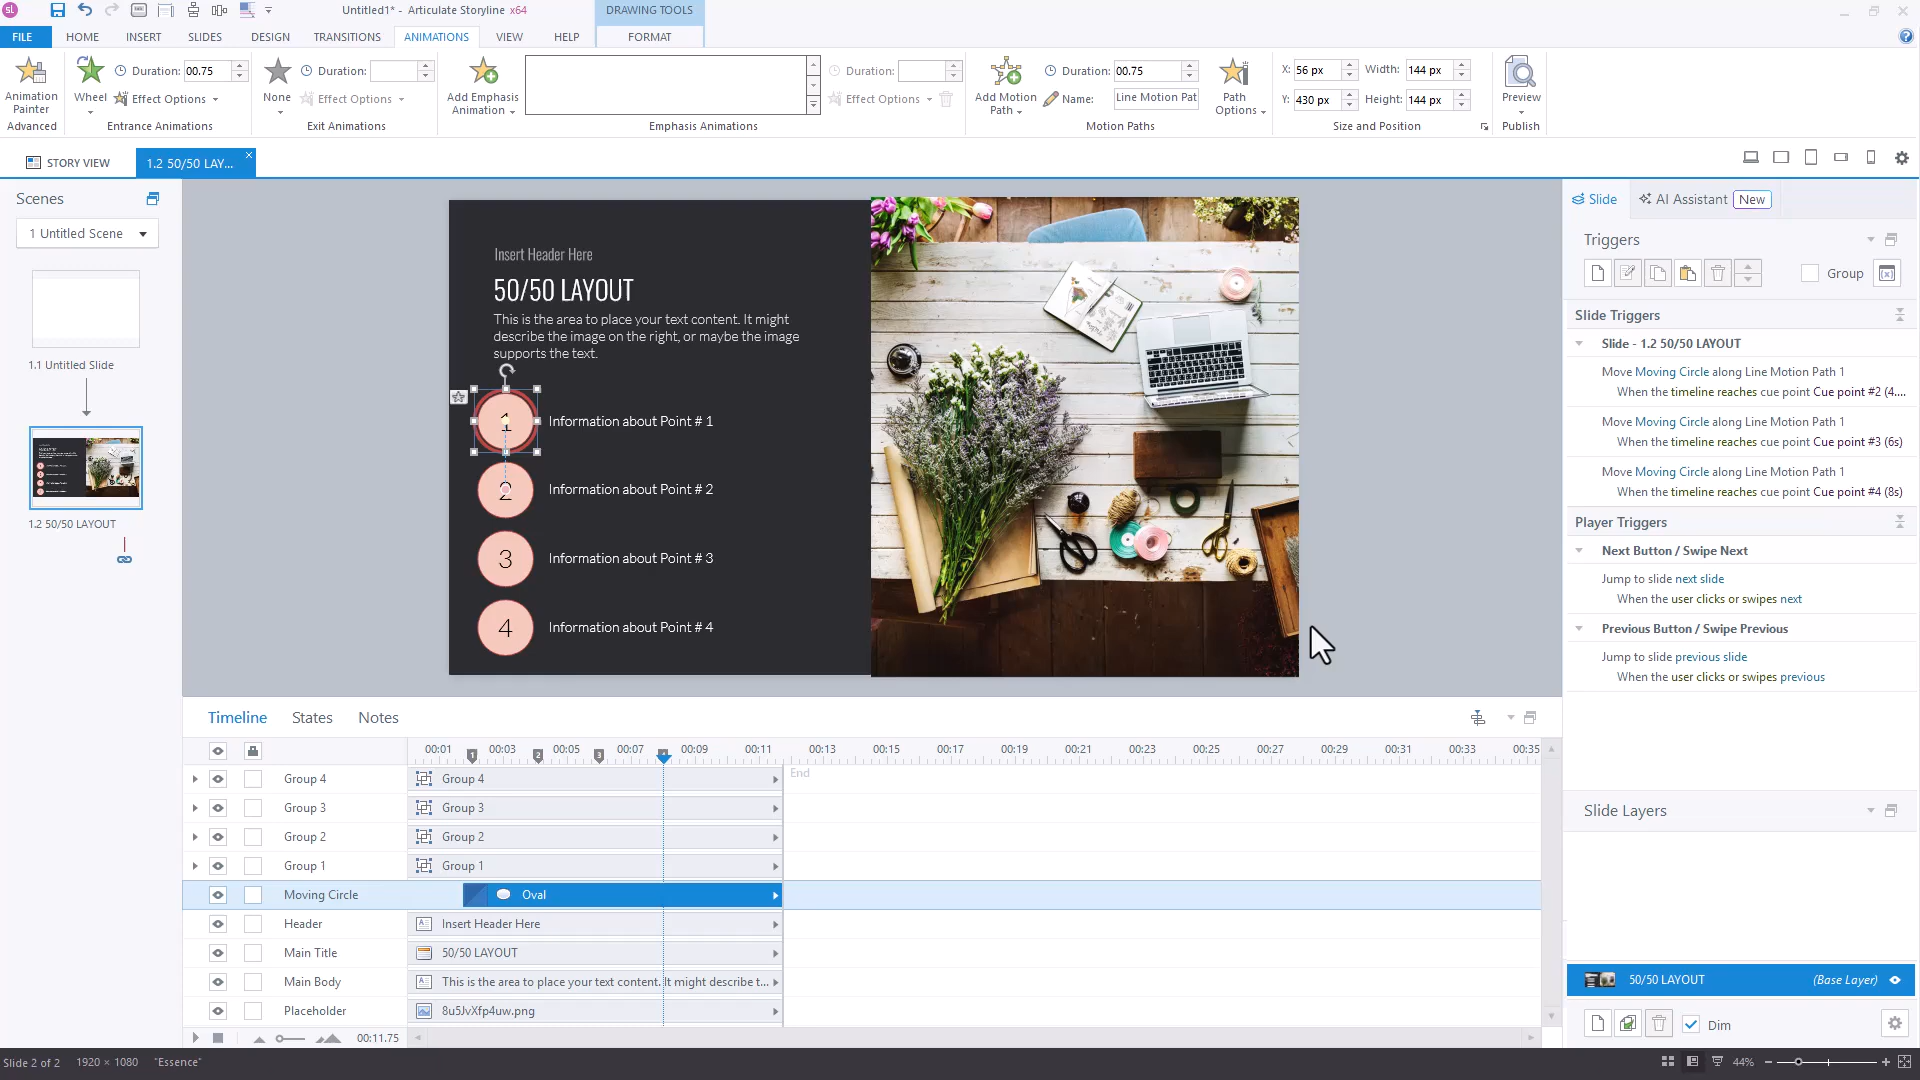 Untitled1* - Articulate Storyline x64
DRAWING TOOLS
FILE
HOME
INSERT
SLIDES
DESIGN
TRANSITIONS
ANIMATIONS
VIEW
HELP
FORMAT
Animation Painter
Advanced
Wheel
Duration: 00.75
Effect Options
Entrance Animations
None
Duration:
Effect Options
Exit Animations
Add Emphasis Animation
Duration:
Effect Options
Emphasis Animations
Add Motion Path
Duration: 00.75
Name: Line Motion Pat
Path Options
Motion Paths
X: 56 px
Width: 144 px
Y: 430 px
Height: 144 px
Size and Position
Preview
Publish
STORY VIEW
1.2 50/50 LAY...
Scenes
1 Untitled Scene
1.1 Untitled Slide
1.2 50/50 LAYOUT
Insert Header Here
50/50 LAYOUT
This is the area to place your text content. It might
describe the image on the right, or maybe the image
supports the text.
1
Information about Point # 1
2
Information about Point # 2
3
Information about Point # 3
4
Information about Point # 4
Slide
AI Assistant
New
Triggers
Group
Slide Triggers
Slide - 1.2 50/50 LAYOUT
Move Moving Circle along Line Motion Path 1
When the timeline reaches cue point Cue point #2 (4....
Move Moving Circle along Line Motion Path 1
When the timeline reaches cue point Cue point #3 (6s)
Move Moving Circle along Line Motion Path 1
When the timeline reaches cue point Cue point #4 (8s)
Player Triggers
Next Button / Swipe Next
Jump to slide next slide
When the user clicks or swipes next
Previous Button / Swipe Previous
Jump to slide previous slide
When the user clicks or swipes previous
Slide Layers
50/50 LAYOUT
(Base Layer)
Dim
Timeline
States
Notes
00:01 00:03 00:05 00:07 00:09 00:11 00:13 00:15 00:17 00:19 00:21 00:23 00:25 00:27 00:29 00:31 00:33 00:35
1 2 3
End
Group 4
Group 4
Group 3
Group 3
Group 2
Group 2
Group 1
Group 1
Moving Circle
Oval
Header
Insert Header Here
Main Title
50/50 LAYOUT
Main Body
This is the area to place your text content. It might describe t...
Placeholder
8u5JvXfp4uw.png
00:11.75
Slide 2 of 2
1920 × 1080
"Essence"
44%